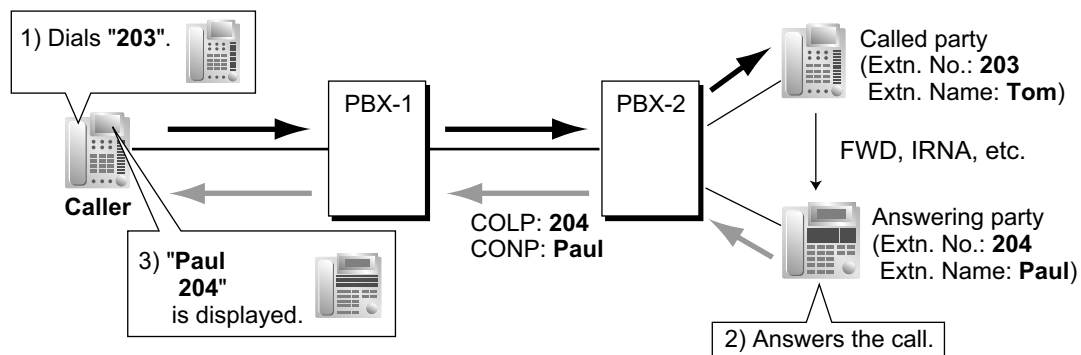 1) Dials "203".
Caller
PBX-1
PBX-2
Called party
(Extn. No.: 203
Extn. Name: Tom)
FWD, IRNA, etc.
COLP: 204
CONP: Paul
Answering party
(Extn. No.: 204
Extn. Name: Paul)
2) Answers the call.
3) "Paul
204"
is displayed.